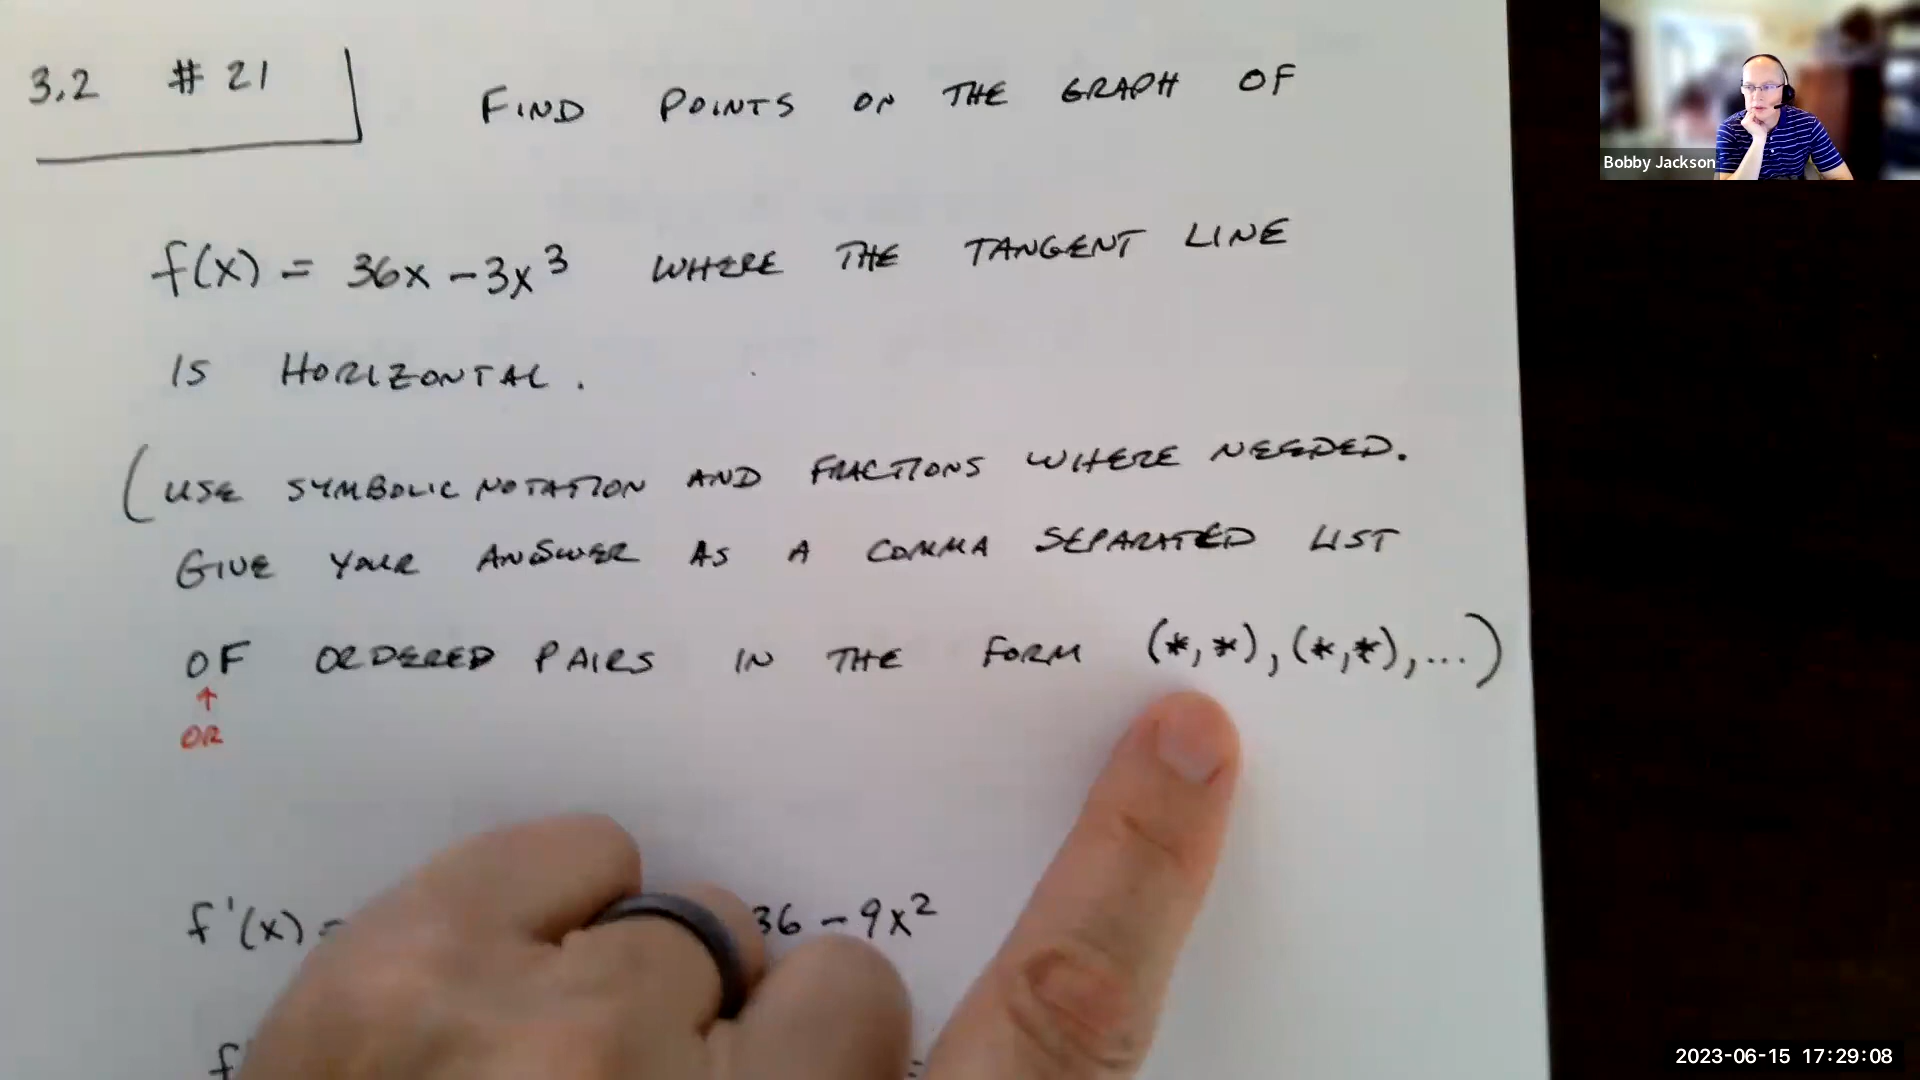 3.2 # 21
FIND POINTS ON THE GRAPH OF
f(x) = 36x - 3x³ WHERE THE TANGENT LINE
IS HORIZONTAL.
(USE SYMBOLIC NOTATION AND FRACTIONS WHERE NEEDED.
GIVE YOUR ANSWER AS A COMMA SEPARATED LIST
OF ORDERED PAIRS IN THE FORM (*,*), (*,*), ...)
↑
OR
f'(x) = 36 - 9x²
Bobby Jackson
2023-06-15 17:29:08